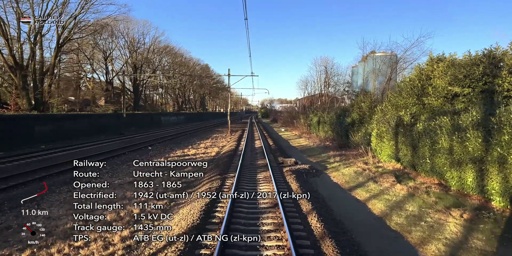 Railway: Centraalspoorweg
Route: Utrecht - Kampen
Opened: 1863 - 1865
Electrified: 1942 (ut-amf) / 1952 (amf-zl) / 2017 (zl-kpn)
Total length: 111 km
Voltage: 1.5 kV DC
Track gauge: 1435 mm
TPS: ATB EG (ut-zl) / ATB NG (zl-kpn)
11.0 km
km/h